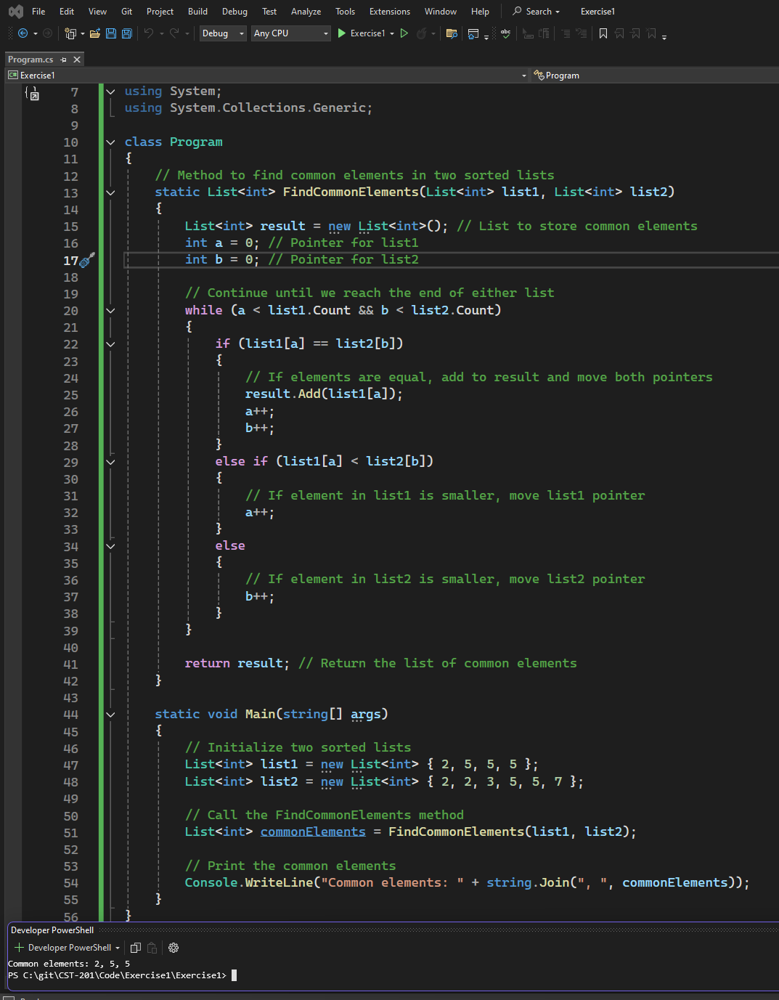 File Edit View Git Project Build Debug Test Analyze Tools Extensions Window Help Search Exercise1
Debug Any CPU Exercise1
Program.cs
C# Exercise1 Program
7 using System;
8 using System.Collections.Generic;
9
10 class Program
11 {
12 // Method to find common elements in two sorted lists
13 static List<int> FindCommonElements(List<int> list1, List<int> list2)
14 {
15 List<int> result = new List<int>(); // List to store common elements
16 int a = 0; // Pointer for list1
17 int b = 0; // Pointer for list2
18
19 // Continue until we reach the end of either list
20 while (a < list1.Count && b < list2.Count)
21 {
22 if (list1[a] == list2[b])
23 {
24 // If elements are equal, add to result and move both pointers
25 result.Add(list1[a]);
26 a++;
27 b++;
28 }
29 else if (list1[a] < list2[b])
30 {
31 // If element in list1 is smaller, move list1 pointer
32 a++;
33 }
34 else
35 {
36 // If element in list2 is smaller, move list2 pointer
37 b++;
38 }
39 }
40
41 return result; // Return the list of common elements
42 }
43
44 static void Main(string[] args)
45 {
46 // Initialize two sorted lists
47 List<int> list1 = new List<int> { 2, 5, 5, 5 };
48 List<int> list2 = new List<int> { 2, 2, 3, 5, 5, 7 };
49
50 // Call the FindCommonElements method
51 List<int> commonElements = FindCommonElements(list1, list2);
52
53 // Print the common elements
54 Console.WriteLine("Common elements: " + string.Join(", ", commonElements));
55 }
56 }
Developer PowerShell
Developer PowerShell
Common elements: 2, 5, 5
PS C:\git\CST-201\Code\Exercise1\Exercise1>